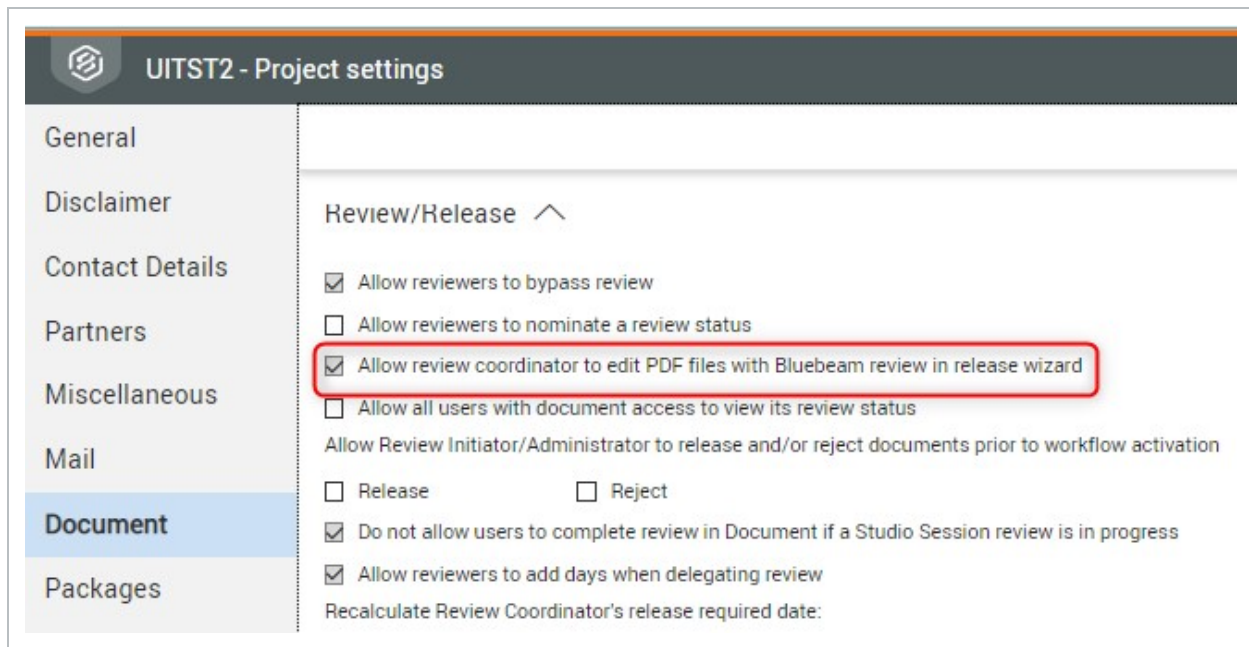 UITST2 - Project settings
General
Disclaimer
Contact Details
Partners
Miscellaneous
Mail
Document
Packages
Review/Release
Allow reviewers to bypass review
Allow reviewers to nominate a review status
Allow review coordinator to edit PDF files with Bluebeam review in release wizard
Allow all users with document access to view its review status
Allow Review Initiator/Administrator to release and/or reject documents prior to workflow activation
Release Reject
Do not allow users to complete review in Document if a Studio Session review is in progress
Allow reviewers to add days when delegating review
Recalculate Review Coordinator's release required date: